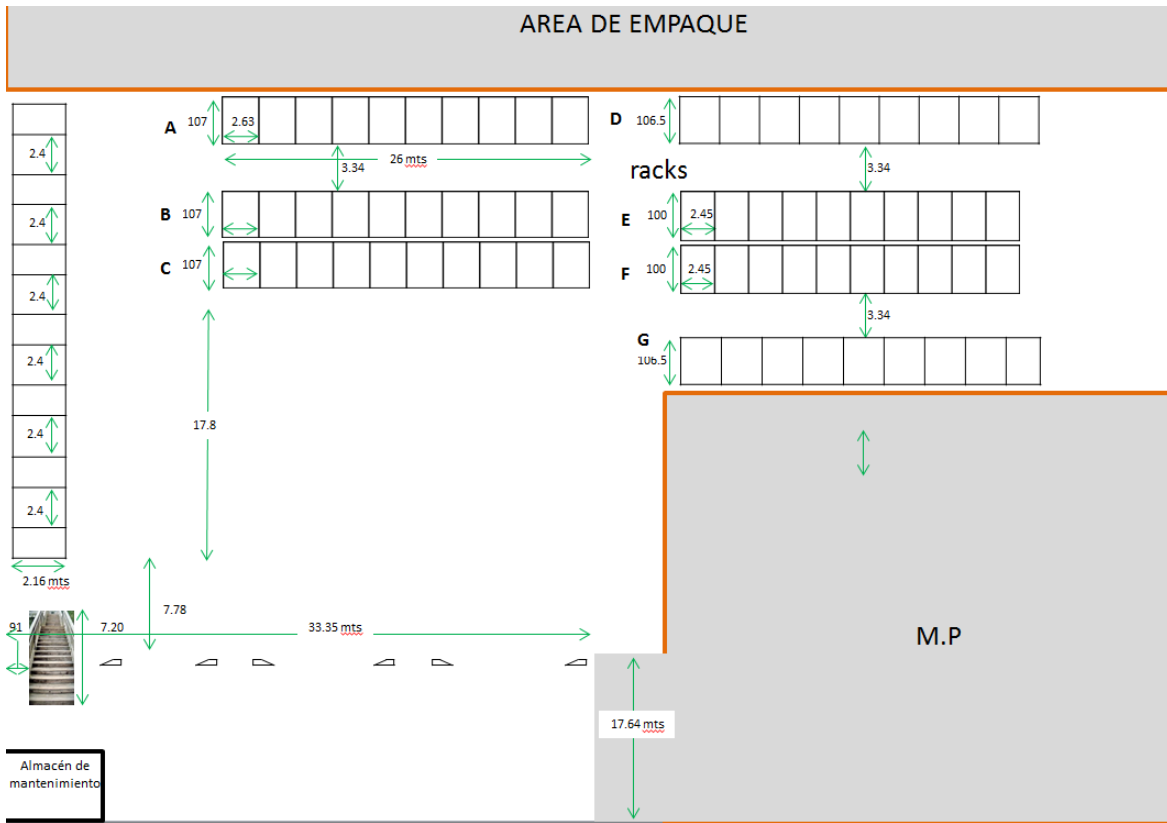 AREA DE EMPAQUE
A
107
2.63
26 mts
3.34
D
106.5
3.34
racks
B
107
E
100
2.45
C
107
F
100
2.45
3.34
G
106.5
2.4
2.4
2.4
2.4
2.4
2.4
2.16 mts
17.8
7.78
91
7.20
33.35 mts
M.P
17.64 mts
Almacén de
mantenimiento